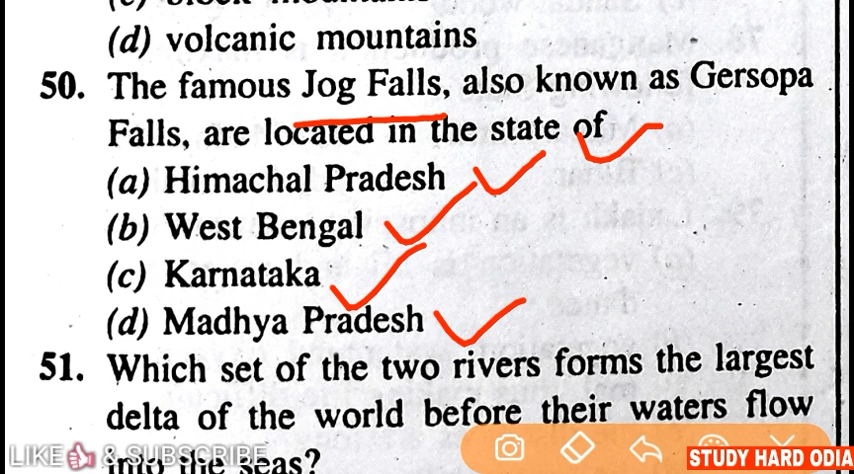 (d) volcanic mountains
50. The famous Jog Falls, also known as Gersopa
Falls, are located in the state of
(a) Himachal Pradesh
(b) West Bengal
(c) Karnataka
(d) Madhya Pradesh
51. Which set of the two rivers forms the largest
delta of the world before their waters flow
into the seas?
LIKE & SUBSCRIBE
STUDY HARD ODIA